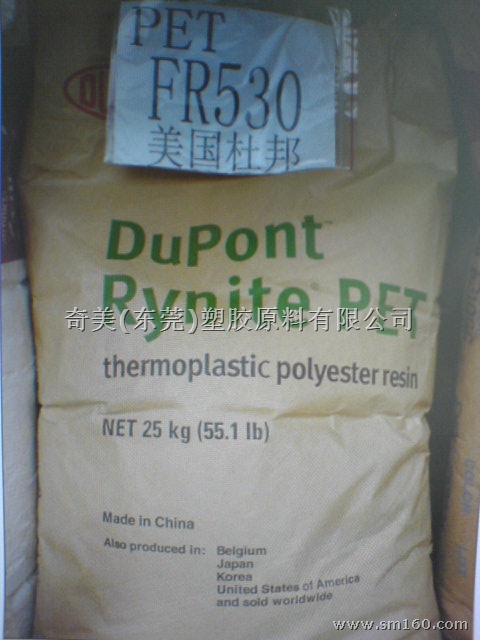 PET
FR530
美国杜邦
DuPont™
Rynite® PET
奇美(东莞)塑胶原料有限公司
thermoplastic polyester resin
NET 25 kg (55.1 lb)
Made in China
Also produced in: Belgium
Japan
Korea
United States of America
and sold worldwide
www.sm160.com